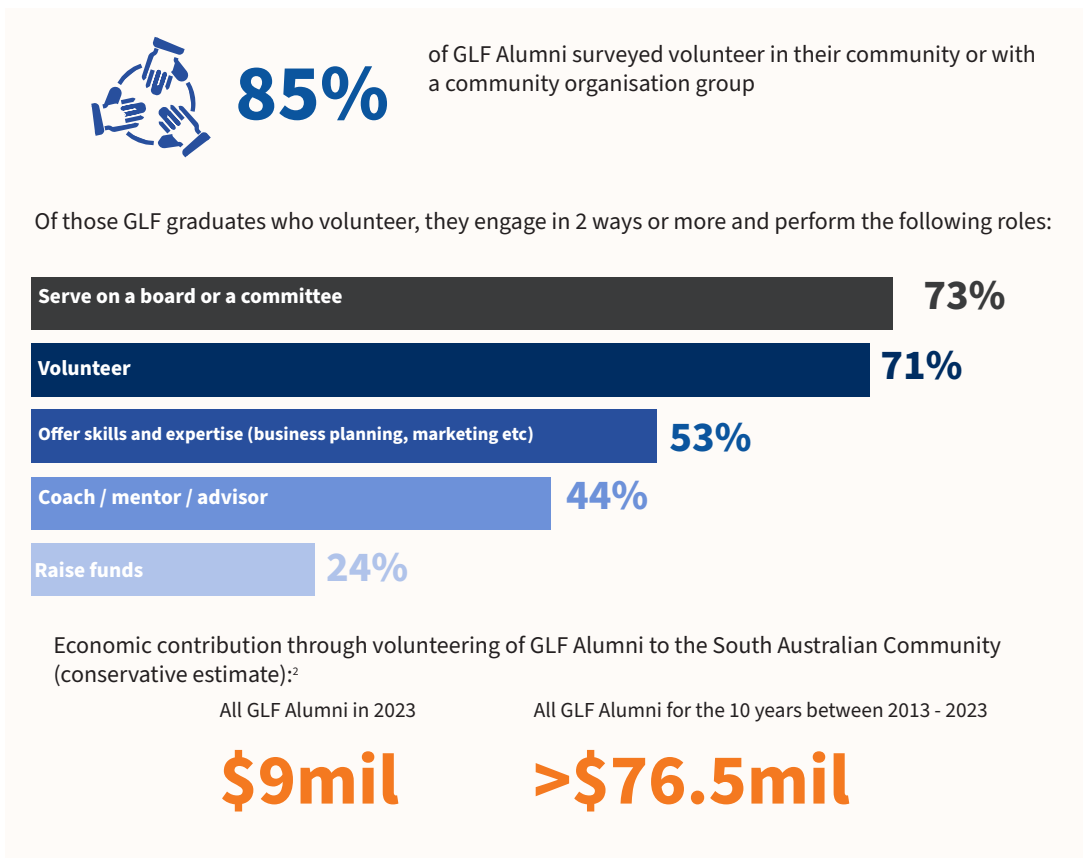 85%
of GLF Alumni surveyed volunteer in their community or with
a community organisation group
Of those GLF graduates who volunteer, they engage in 2 ways or more and perform the following roles:
Serve on a board or a committee
73%
Volunteer
71%
Offer skills and expertise (business planning, marketing etc)
53%
Coach / mentor / advisor
44%
Raise funds
24%
Economic contribution through volunteering of GLF Alumni to the South Australian Community
(conservative estimate):²
All GLF Alumni in 2023
$9mil
All GLF Alumni for the 10 years between 2013 - 2023
>$76.5mil